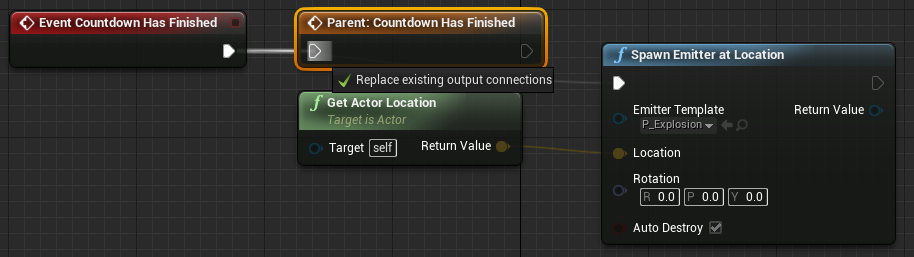 Event Countdown Has Finished
Parent: Countdown Has Finished
Replace existing output connections
f Get Actor Location
Target is Actor
Target self
Return Value
f Spawn Emitter at Location
Emitter Template
P_Explosion
Return Value
Location
Rotation
R 0.0 P 0.0 Y 0.0
Auto Destroy